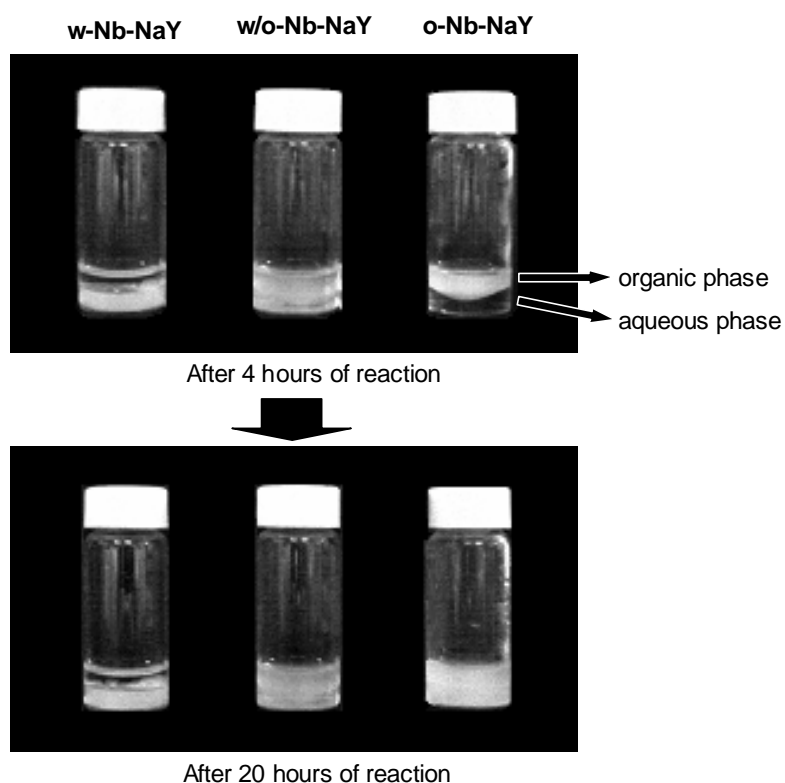 w-Nb-NaY w/o-Nb-NaY o-Nb-NaY
organic phase
aqueous phase
After 4 hours of reaction
After 20 hours of reaction